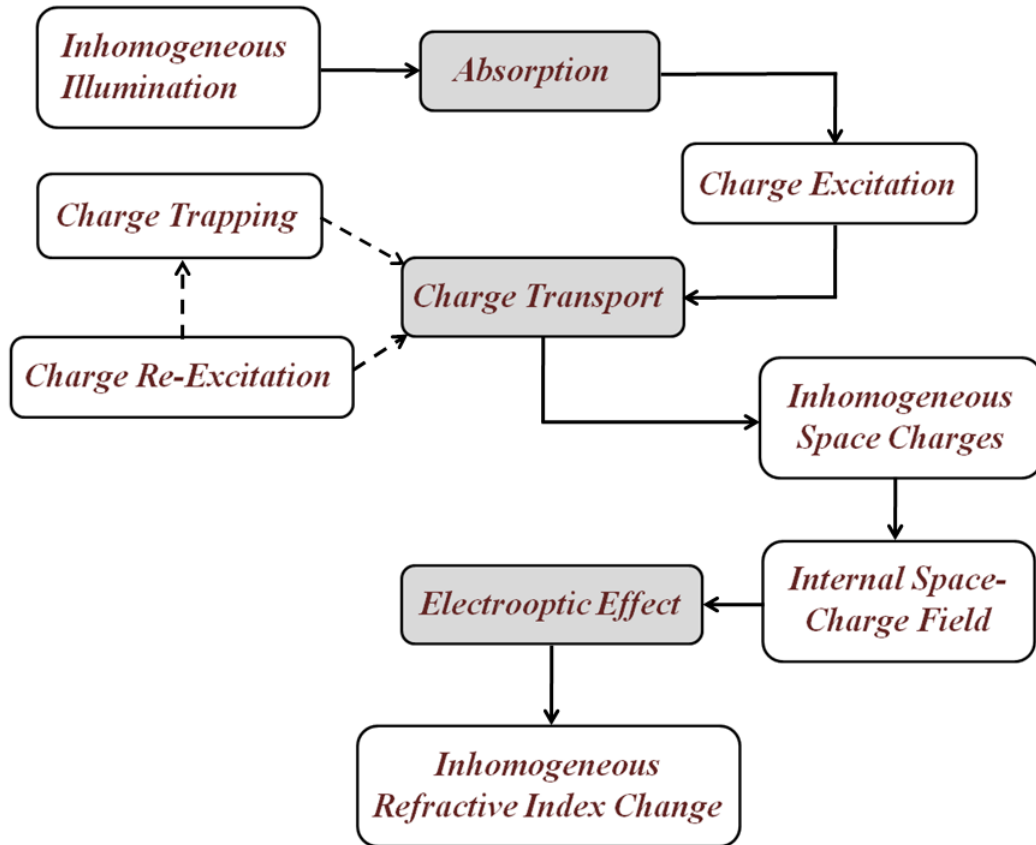 Inhomogeneous
Illumination
Absorption
Charge Excitation
Charge Trapping
Charge Transport
Charge Re-Excitation
Inhomogeneous
Space Charges
Internal Space-
Charge Field
Electrooptic Effect
Inhomogeneous
Refractive Index Change